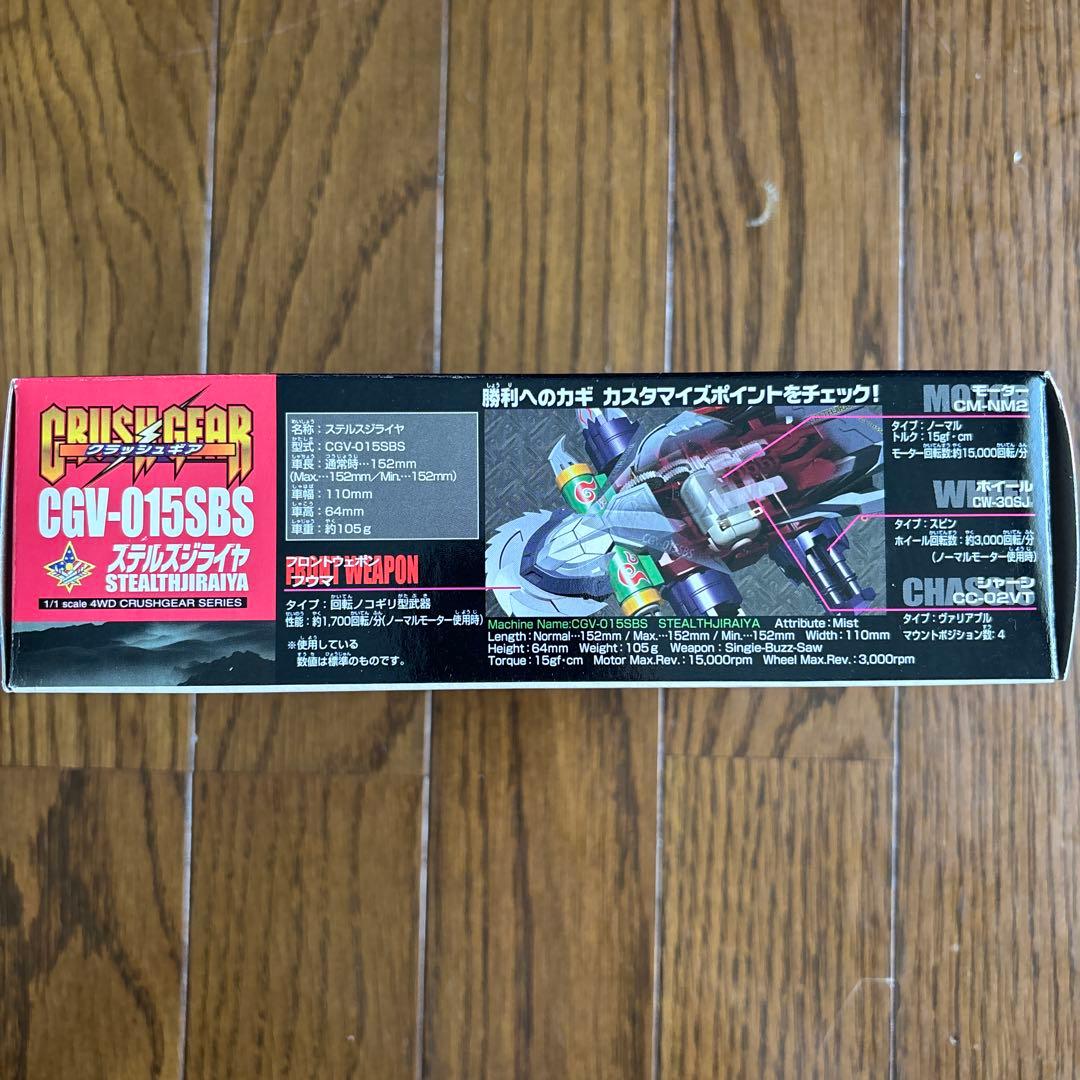 CRUSH GEAR
クラッシュギア
CGV-015SBS
ステルスジライヤ
STEALTHJIRAIYA
1/1 scale 4WD CRUSHGEAR SERIES
名称：ステルスジライヤ
型式：CGV-015SBS
車長：通常時…152mm
(Max.…152mm/Min.…152mm)
車幅：110mm
車高：64mm
車重：約105g
FRONT WEAPON
フロントウェポン
フウマ
タイプ：回転ノコギリ型武器
性能：約1,700回転/分(ノーマルモーター使用時)
※使用している
数値は標準のものです。
勝利へのカギ カスタマイズポイントをチェック！
CGV-015SBS
モーター
CM-NM2
タイプ：ノーマル
トルク：15gf・cm
モーター回転数：約15,000回転/分
ホイール
CW-30SJ
タイプ：スピン
ホイール回転数：約3,000回転/分
(ノーマルモーター使用時)
シャーシ
CC-02VT
タイプ：ヴァリアブル
マウントポジション数：4
Machine Name:CGV-015SBS STEALTHJIRAIYA Attribute:Mist
Length: Normal…152mm / Max.…152mm / Min.…152mm Width: 110mm
Height: 64mm Weight: 105g Weapon: Single-Buzz-Saw
Torque: 15gf・cm Motor Max.Rev.: 15,000rpm Wheel Max.Rev.: 3,000rpm